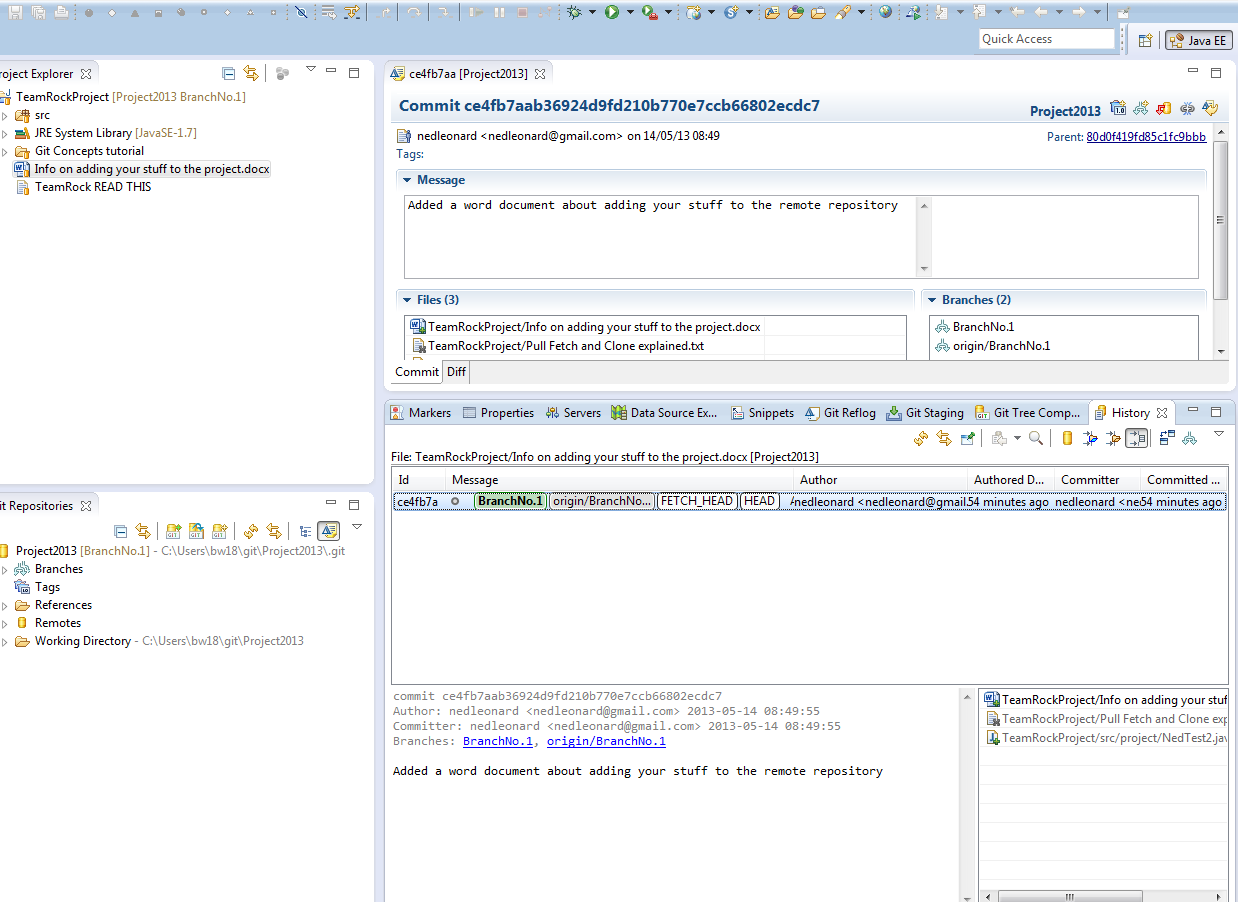 Quick Access
Java EE
roject Explorer
TeamRockProject [Project2013 BranchNo.1]
src
JRE System Library [JavaSE-1.7]
Git Concepts tutorial
Info on adding your stuff to the project.docx
TeamRock READ THIS
it Repositories
Project2013 [BranchNo.1] - C:\Users\bw18\git\Project2013\.git
Branches
Tags
References
Remotes
Working Directory - C:\Users\bw18\git\Project2013
ce4fb7aa [Project2013]
Commit ce4fb7aab36924d9fd210b770e7ccb66802ecdc7
Project2013
nedleonard <nedleonard@gmail.com> on 14/05/13 08:49
Parent: 80d0f419fd85c1fc9bbb
Tags:
Message
Added a word document about adding your stuff to the remote repository
Files (3)
TeamRockProject/Info on adding your stuff to the project.docx
TeamRockProject/Pull Fetch and Clone explained.txt
Branches (2)
BranchNo.1
origin/BranchNo.1
Commit Diff
Markers Properties Servers Data Source Ex... Snippets Git Reflog Git Staging Git Tree Comp... History
File: TeamRockProject/Info on adding your stuff to the project.docx [Project2013]
Id Message Author Authored D... Committer Committed ...
ce4fb7a BranchNo.1 origin/BranchNo... FETCH_HEAD HEAD nedleonard <nedleonard@gmail. 54 minutes ago nedleonard <ne 54 minutes ago
commit ce4fb7aab36924d9fd210b770e7ccb66802ecdc7
Author: nedleonard <nedleonard@gmail.com> 2013-05-14 08:49:55
Committer: nedleonard <nedleonard@gmail.com> 2013-05-14 08:49:55
Branches: BranchNo.1, origin/BranchNo.1
Added a word document about adding your stuff to the remote repository
TeamRockProject/Info on adding your stuf
TeamRockProject/Pull Fetch and Clone exp
TeamRockProject/src/project/NedTest2.jav